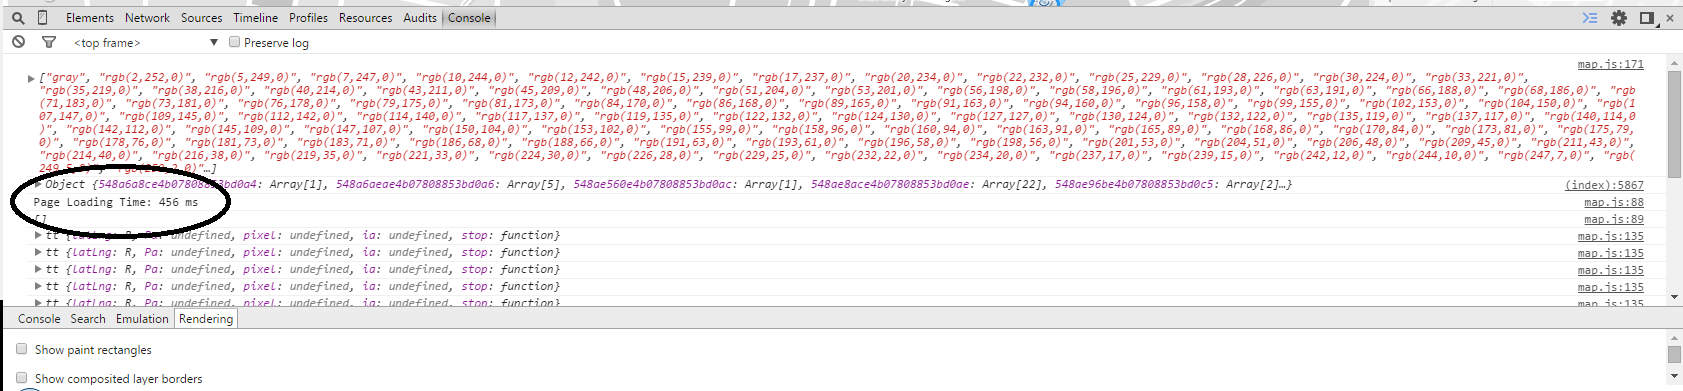 Elements Network Sources Timeline Profiles Resources Audits Console
<top frame> Preserve log
["gray", "rgb(2,252,0)", "rgb(5,249,0)", "rgb(7,247,0)", "rgb(10,244,0)", "rgb(12,242,0)", "rgb(15,239,0)", "rgb(17,237,0)", "rgb(20,234,0)", "rgb(22,232,0)", "rgb(25,229,0)", "rgb(28,226,0)", "rgb(30,224,0)", "rgb(33,221,0)", map.js:171
"rgb(35,219,0)", "rgb(38,216,0)", "rgb(40,214,0)", "rgb(43,211,0)", "rgb(45,209,0)", "rgb(48,206,0)", "rgb(51,204,0)", "rgb(53,201,0)", "rgb(56,198,0)", "rgb(58,196,0)", "rgb(61,193,0)", "rgb(63,191,0)", "rgb(66,188,0)", "rgb(68,186,0)", "rgb
(71,183,0)", "rgb(73,181,0)", "rgb(76,178,0)", "rgb(79,175,0)", "rgb(81,173,0)", "rgb(84,170,0)", "rgb(86,168,0)", "rgb(89,165,0)", "rgb(91,163,0)", "rgb(94,160,0)", "rgb(96,158,0)", "rgb(99,155,0)", "rgb(102,153,0)", "rgb(104,150,0)", "rgb(1
07,147,0)", "rgb(109,145,0)", "rgb(112,142,0)", "rgb(114,140,0)", "rgb(117,137,0)", "rgb(119,135,0)", "rgb(122,132,0)", "rgb(124,130,0)", "rgb(127,127,0)", "rgb(130,124,0)", "rgb(132,122,0)", "rgb(135,119,0)", "rgb(137,117,0)", "rgb(140,114,0
)", "rgb(142,112,0)", "rgb(145,109,0)", "rgb(147,107,0)", "rgb(150,104,0)", "rgb(153,102,0)", "rgb(155,99,0)", "rgb(158,96,0)", "rgb(160,94,0)", "rgb(163,91,0)", "rgb(165,89,0)", "rgb(168,86,0)", "rgb(170,84,0)", "rgb(173,81,0)", "rgb(175,79,
0)", "rgb(178,76,0)", "rgb(181,73,0)", "rgb(183,71,0)", "rgb(186,68,0)", "rgb(188,66,0)", "rgb(191,63,0)", "rgb(193,61,0)", "rgb(196,58,0)", "rgb(198,56,0)", "rgb(201,53,0)", "rgb(204,51,0)", "rgb(206,48,0)", "rgb(209,45,0)", "rgb(211,43,0)",
"rgb(214,40,0)", "rgb(216,38,0)", "rgb(219,35,0)", "rgb(221,33,0)", "rgb(224,30,0)", "rgb(226,28,0)", "rgb(229,25,0)", "rgb(232,22,0)", "rgb(234,20,0)", "rgb(237,17,0)", "rgb(239,15,0)", "rgb(242,12,0)", "rgb(244,10,0)", "rgb(247,7,0)", "rgb(
Object {548a6a8ce4b07808853bd0a4: Array[1], 548a6aeae4b07808853bd0a6: Array[5], 548ae560e4b07808853bd0ac: Array[1], 548ae8ace4b07808853bd0ae: Array[22], 548ae96be4b07808853bd0c5: Array[2]…} (index):5867
Page Loading Time: 456 ms map.js:88
[] map.js:89
tt {latLng: R, Pa: undefined, pixel: undefined, ia: undefined, stop: function} map.js:135
tt {latLng: R, Pa: undefined, pixel: undefined, ia: undefined, stop: function} map.js:135
tt {latLng: R, Pa: undefined, pixel: undefined, ia: undefined, stop: function} map.js:135
tt {latLng: R, Pa: undefined, pixel: undefined, ia: undefined, stop: function} map.js:135
tt {latLng: R, Pa: undefined, pixel: undefined, ia: undefined, stop: function} map.js:135
Console Search Emulation Rendering
Show paint rectangles
Show composited layer borders